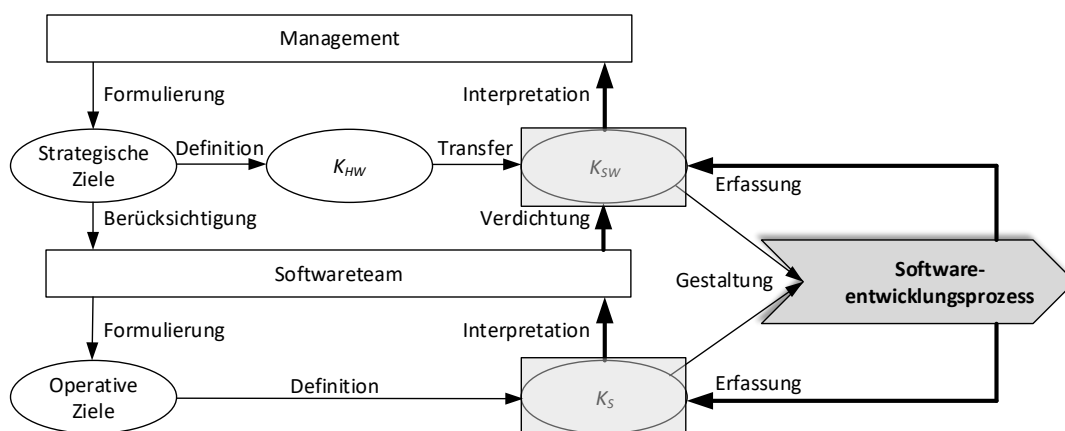 Management
Formulierung
Interpretation
Strategische
Ziele
Definition
K_HW
Transfer
K_SW
Erfassung
Berücksichtigung
Verdichtung
Softwareteam
Gestaltung
Software-
entwicklungsprozess
Formulierung
Interpretation
Operative
Ziele
Definition
K_S
Erfassung